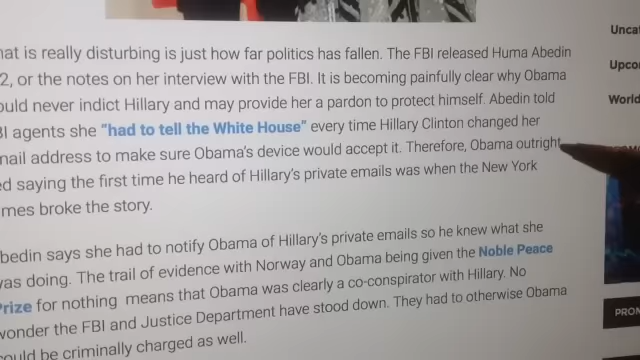 hat is really disturbing is just how far politics has fallen. The FBI released Huma Abedin
2, or the notes on her interview with the FBI. It is becoming painfully clear why Obama
ould never indict Hillary and may provide her a pardon to protect himself. Abedin told
BI agents she "had to tell the White House" every time Hillary Clinton changed her
mail address to make sure Obama's device would accept it. Therefore, Obama outright
ed saying the first time he heard of Hillary's private emails was when the New York
mes broke the story.
bedin says she had to notify Obama of Hillary's private emails so he knew what she
was doing. The trail of evidence with Norway and Obama being given the Noble Peace
Prize for nothing means that Obama was clearly a co-conspirator with Hillary. No
wonder the FBI and Justice Department have stood down. They had to otherwise Obama
ould be criminally charged as well.
Unca
Upco
World
PRON